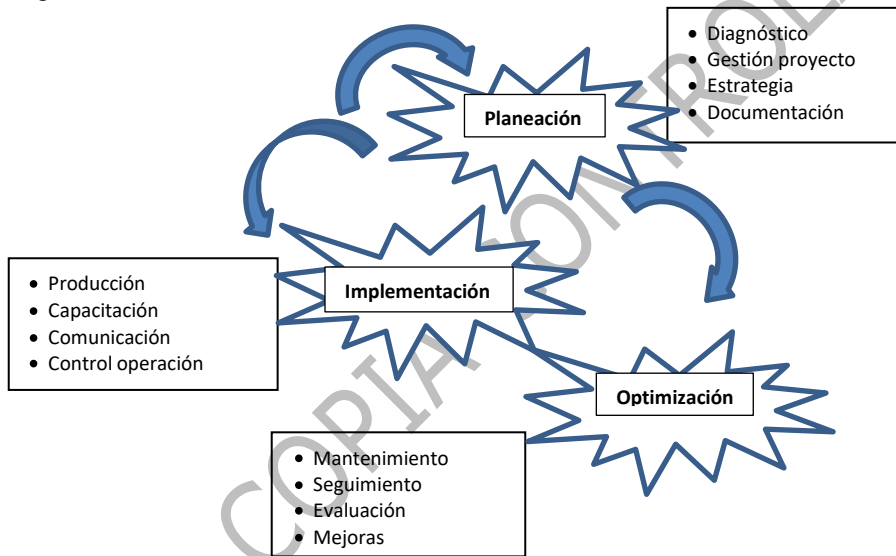 • Diagnóstico
• Gestión proyecto
• Estrategia
• Documentación
Planeación
• Producción
• Capacitación
• Comunicación
• Control operación
Implementación
Optimización
• Mantenimiento
• Seguimiento
• Evaluación
• Mejoras
COPIA CONTROL